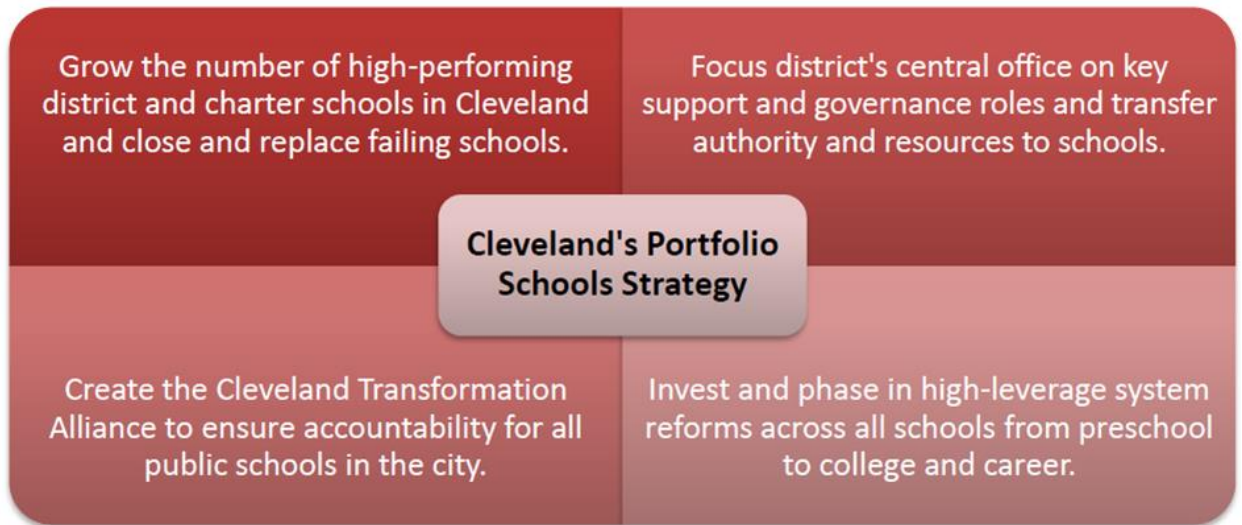 Grow the number of high-performing
district and charter schools in Cleveland
and close and replace failing schools.
Focus district's central office on key
support and governance roles and transfer
authority and resources to schools.
Cleveland's Portfolio
Schools Strategy
Create the Cleveland Transformation
Alliance to ensure accountability for all
public schools in the city.
Invest and phase in high-leverage system
reforms across all schools from preschool
to college and career.